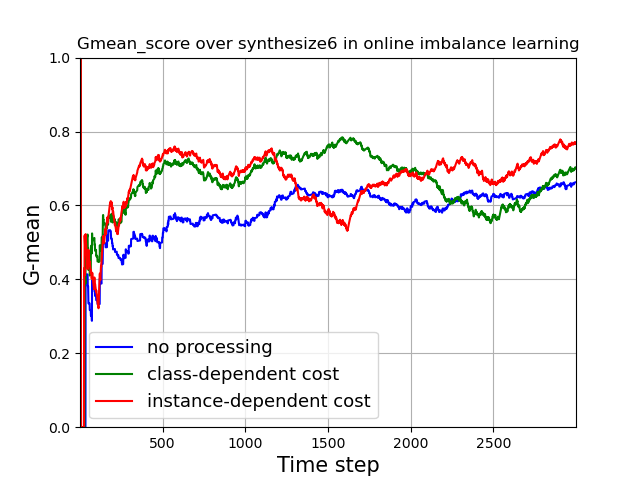 Gmean_score over synthesize6 in online imbalance learning
1.0
0.8
0.6
0.4
0.2
0.0
G-mean
no processing
class-dependent cost
instance-dependent cost
500 1000 1500 2000 2500
Time step